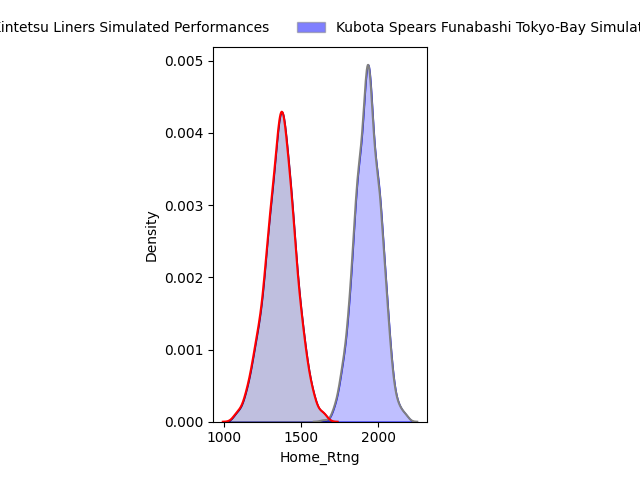 intetsu Liners Simulated Performances Kubota Spears Funabashi Tokyo-Bay Simulat
0.005
0.004
0.003
0.002
0.001
0.000
Density
1000 1500 2000
Home_Rtng